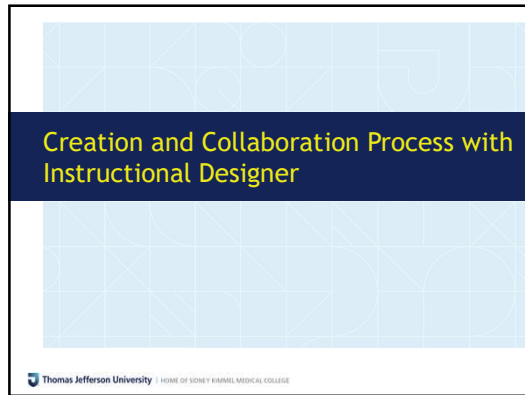 Creation and Collaboration Process with
Instructional Designer
Thomas Jefferson University | HOME OF SIDNEY KIMMEL MEDICAL COLLEGE